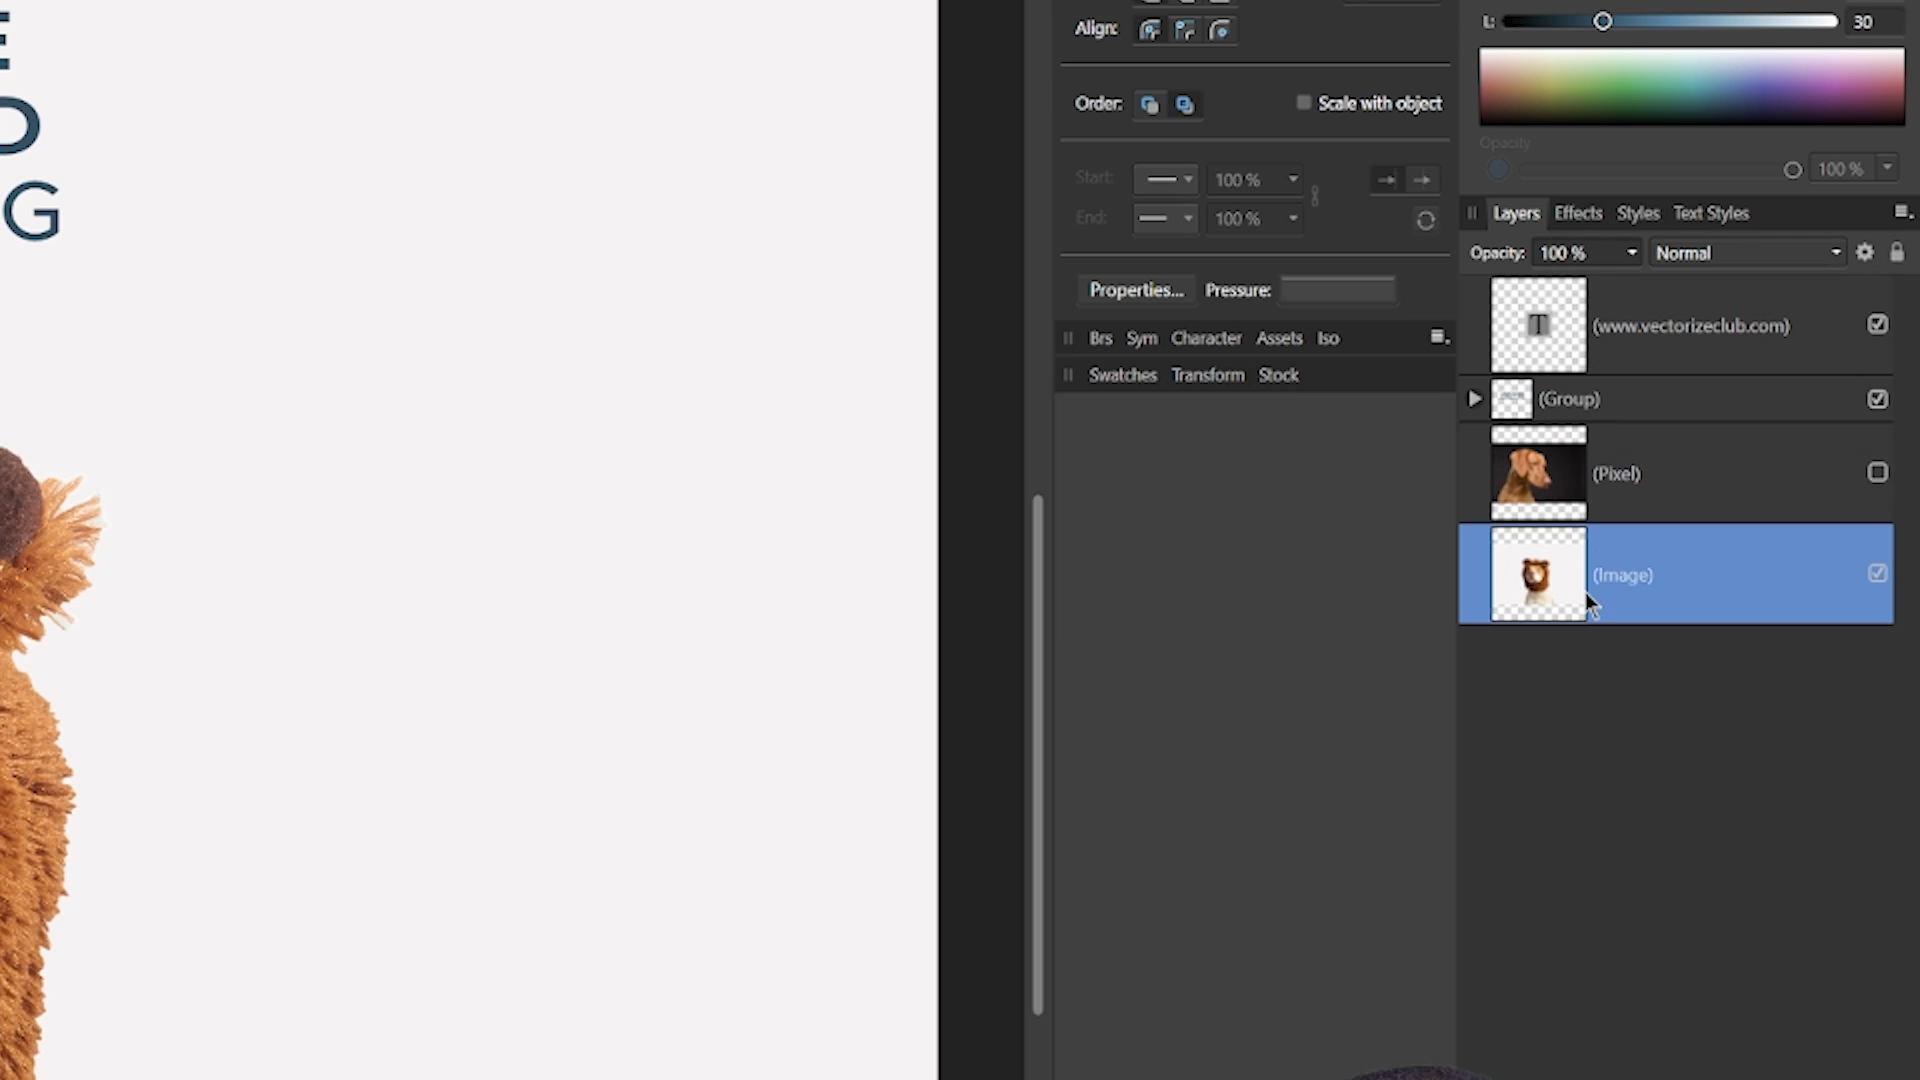 E
D
G
Align:
Order:
Scale with object
Start:
100 %
End:
100 %
Properties...
Pressure:
Brs Sym Character Assets Iso
Swatches Transform Stock
L:
30
Opacity
100 %
Layers Effects Styles Text Styles
Opacity: 100 % Normal
T
(www.vectorizeclub.com)
(Group)
(Pixel)
(Image)